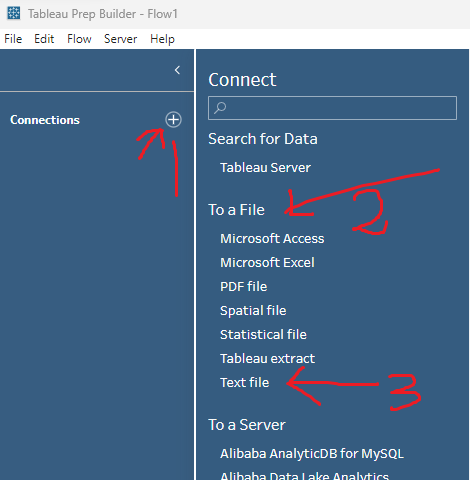 Tableau Prep Builder - Flow1
File Edit Flow Server Help
Connect
Connections
1
Search for Data
Tableau Server
To a File
2
Microsoft Access
Microsoft Excel
PDF file
Spatial file
Statistical file
Tableau extract
Text file
3
To a Server
Alibaba AnalyticDB for MySQL
Alibaba Data Lake Analytics